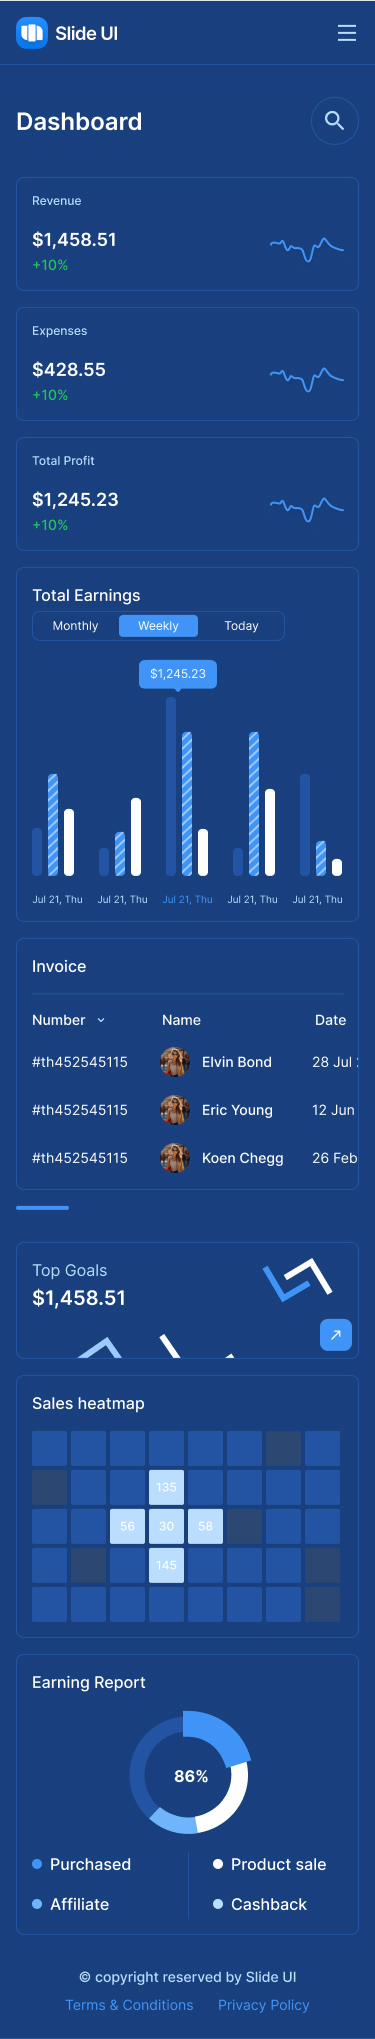 Slide UI
Dashboard
Revenue
$1,458.51
+10%
Expenses
$428.55
+10%
Total Profit
$1,245.23
+10%
Total Earnings
Monthly Weekly Today
$1,245.23
Jul 21, Thu Jul 21, Thu Jul 21, Thu Jul 21, Thu Jul 21, Thu
Invoice
Number Name Date
#th452545115 Elvin Bond 28 Jul
#th452545115 Eric Young 12 Jun
#th452545115 Koen Chegg 26 Feb
Top Goals
$1,458.51
Sales heatmap
135
56 30 58
145
Earning Report
86%
Purchased Product sale
Affiliate Cashback
© copyright reserved by Slide UI
Terms & Conditions Privacy Policy